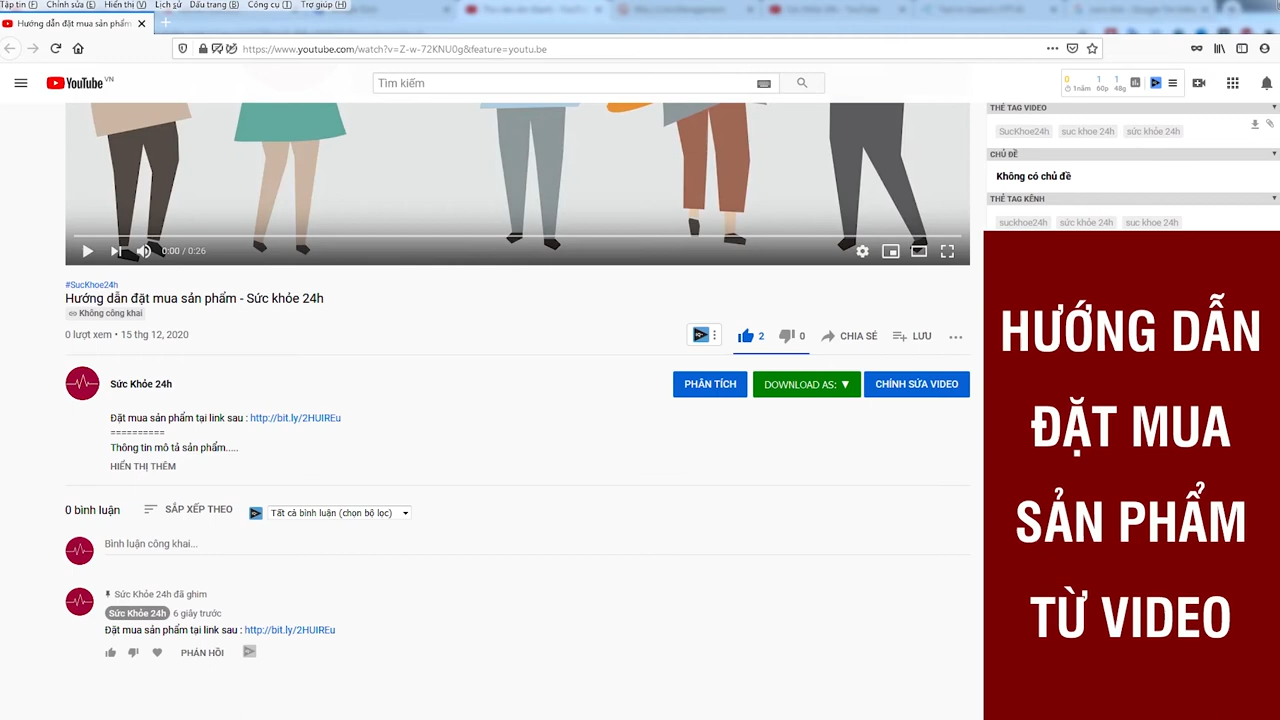 Tập tin (F) Chỉnh sửa (E) Hiển thị (V) Lịch sử Dấu trang (B) Công cụ (T) Trợ giúp (H)
Hướng dẫn đặt mua sản phẩm
https://www.youtube.com/watch?v=Z-w-72KNU0g&feature=youtu.be
YouTube VN
Tìm kiếm
0 1 1
1năm 60p 48g
THẺ TAG VIDEO
SucKhoe24h suc khoe 24h sức khỏe 24h
CHỦ ĐỀ
Không có chủ đề
THẺ TAG KÊNH
suckhoe24h sức khỏe 24h suc khoe 24h
0:00 / 0:26
#SucKhoe24h
Hướng dẫn đặt mua sản phẩm - Sức khỏe 24h
Không công khai
0 lượt xem • 15 thg 12, 2020
2 0 CHIA SẺ LƯU
Sức Khỏe 24h
PHÂN TÍCH DOWNLOAD AS: ▼ CHỈNH SỬA VIDEO
Đặt mua sản phẩm tại link sau : http://bit.ly/2HUIREu
==========
Thông tin mô tả sản phẩm.....
HIỂN THỊ THÊM
0 bình luận SẮP XẾP THEO Tất cả bình luận (chọn bộ lọc)
Bình luận công khai...
Sức Khỏe 24h đã ghim
Sức Khỏe 24h 6 giây trước
Đặt mua sản phẩm tại link sau : http://bit.ly/2HUIREu
PHẢN HỒI
HƯỚNG DẪN
ĐẶT MUA
SẢN PHẨM
TỪ VIDEO